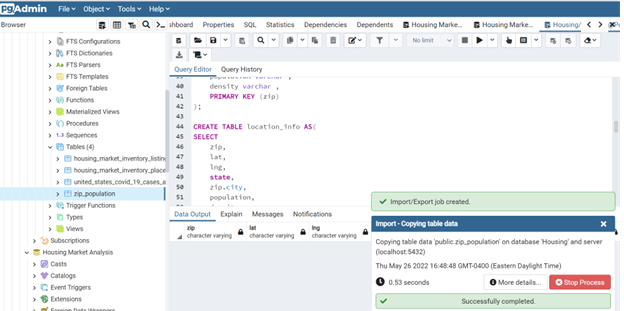 pgAdmin File Object Tools Help
Browser
shboard Properties SQL Statistics Dependencies Dependents Housing Marke... Housing Marke... Housing/
No limit
FTS Configurations
FTS Dictionaries
FTS Parsers
FTS Templates
Foreign Tables
Functions
Materialized Views
Procedures
1.3 Sequences
Tables (4)
housing_market_inventory_listing
housing_market_inventory_place
united_states_covid_19_cases_a
zip_population
Trigger Functions
Types
Views
Subscriptions
Housing Market Analysis
Casts
Catalogs
Event Triggers
Extensions
Foreign Data Wrappers
Query Editor Query History
40 density varchar ,
41 PRIMARY KEY (zip)
42 );
43
44 CREATE TABLE location_info AS(
45 SELECT
46 zip,
47 lat,
48 lng,
49 state,
50 zip.city,
51 population,
Data Output Explain Messages Notifications
zip
character varying
lat
character varying
lng
character varying
Import/Export job created.
Import - Copying table data
Copying table data 'public.zip_population' on database 'Housing' and server
(localhost:5432)
Thu May 26 2022 16:48:48 GMT-0400 (Eastern Daylight Time)
0.53 seconds More details... Stop Process
Successfully completed.